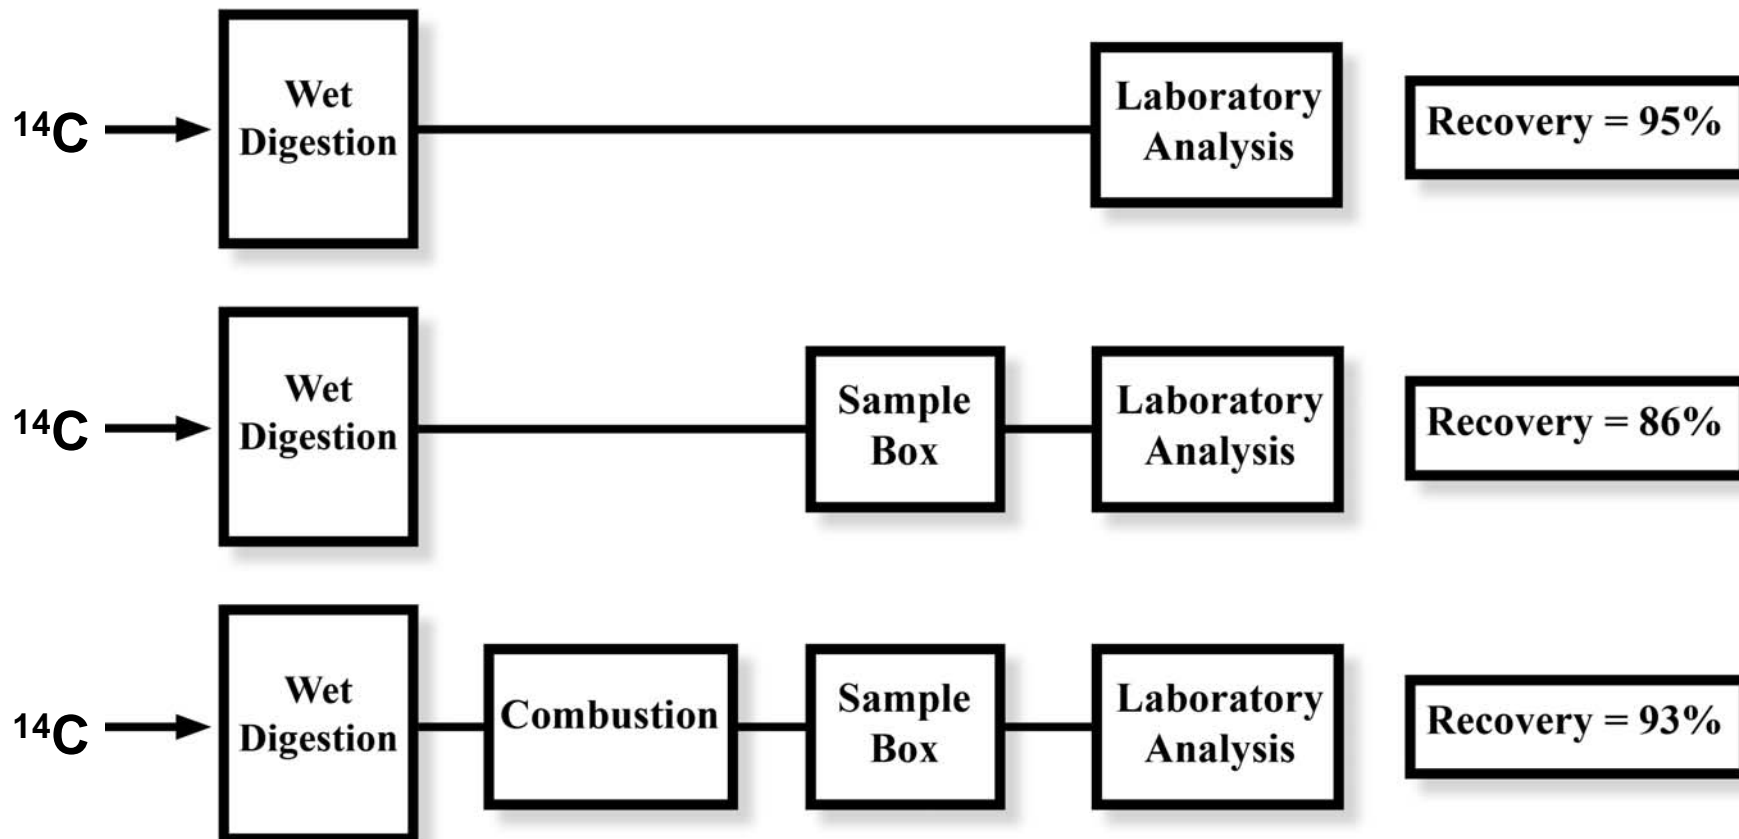 ¹⁴C
Wet
Digestion
Laboratory
Analysis
Recovery = 95%
¹⁴C
Wet
Digestion
Sample
Box
Laboratory
Analysis
Recovery = 86%
¹⁴C
Wet
Digestion
Combustion
Sample
Box
Laboratory
Analysis
Recovery = 93%